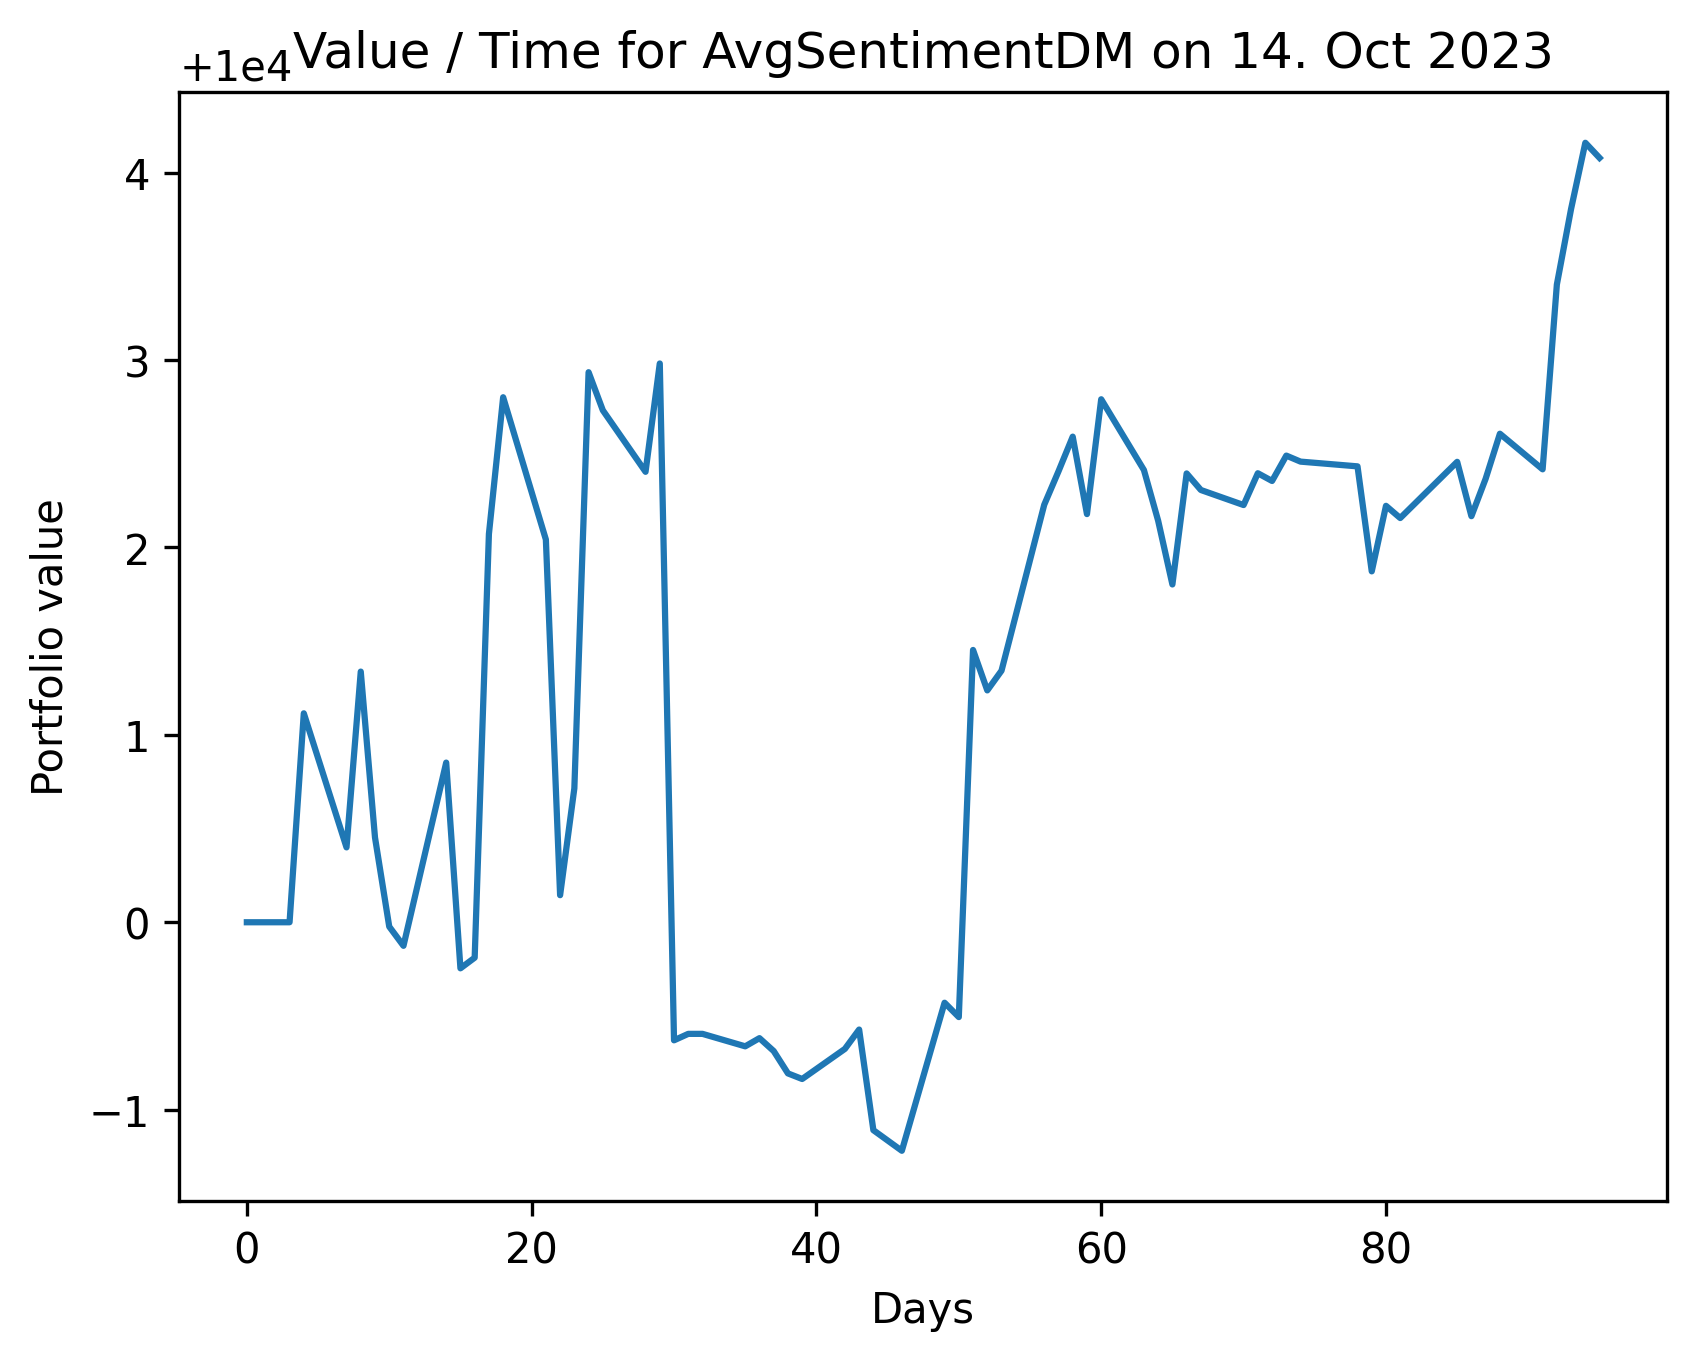 Value / Time for AvgSentimentDM on 14. Oct 2023
+1e4
4
3
2
1
0
−1
Portfolio value
0 20 40 60 80
Days